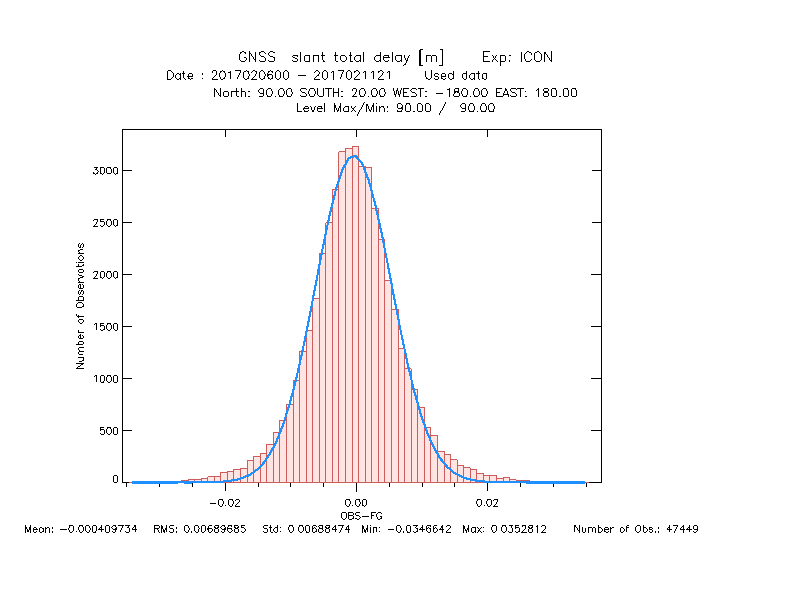 GNSS slant total delay [m] Exp: ICON
Date : 2017020600 - 2017021121 Used data
North: 90.00 SOUTH: 20.00 WEST: -180.00 EAST: 180.00
Level Max/Min: 90.00 / 90.00
3000
2500
2000
1500
1000
500
0
Number of Observations
-0.02 0.00 0.02
OBS-FG
Mean: -0.000409734 RMS: 0.00689685 Std: 0.00688474 Min: -0.0346642 Max: 0.0352812 Number of Obs.: 47449